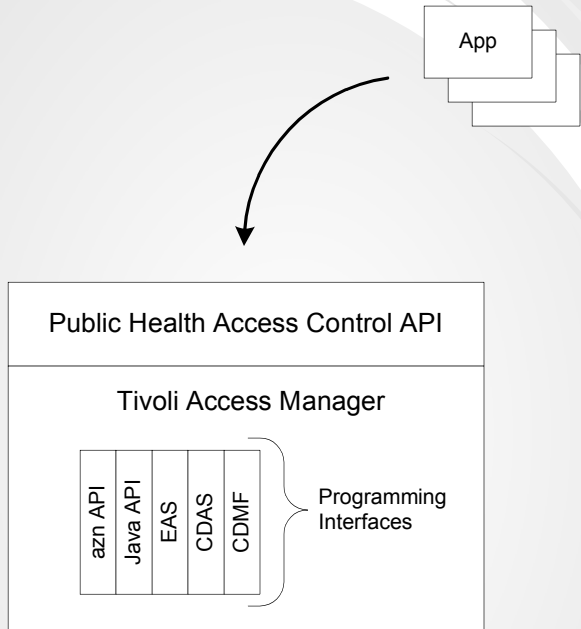 App
Public Health Access Control API
Tivoli Access Manager
azn API
Java API
EAS
CDAS
CDMF
Programming
Interfaces